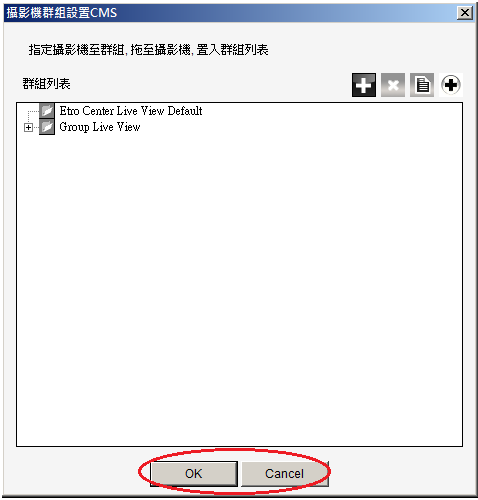 攝影機群組設置CMS
指定攝影機至群組, 拖至攝影機, 置入群組列表
群組列表
Etro Center Live View Default
Group Live View
OK
Cancel